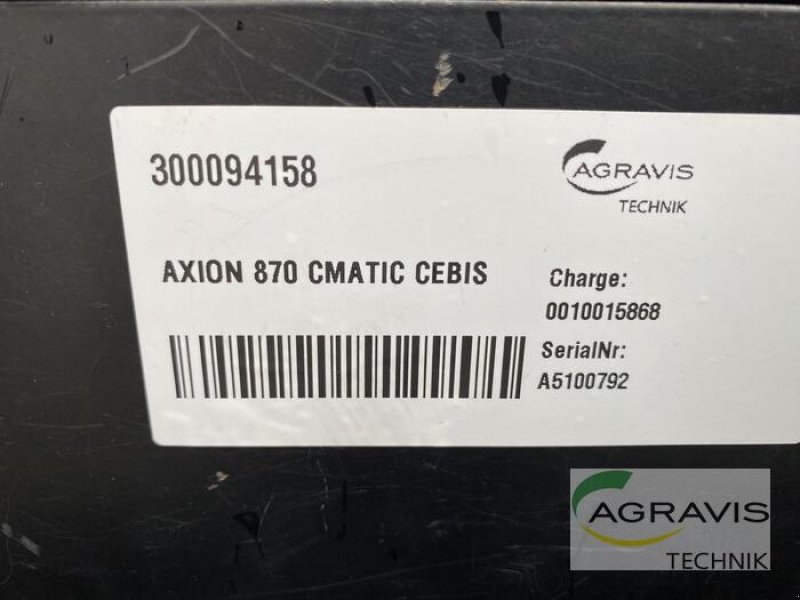 300094158
AGRAVIS
TECHNIK
AXION 870 CMATIC CEBIS
Charge:
0010015868
SerialNr:
A5100792
AGRAVIS
TECHNIK